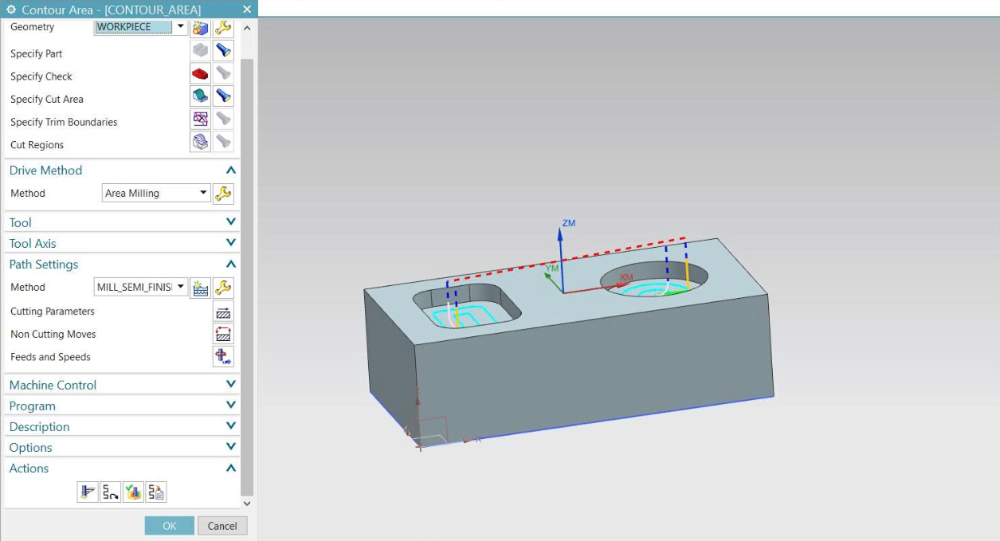 Contour Area - [CONTOUR_AREA]
Geometry WORKPIECE
Specify Part
Specify Check
Specify Cut Area
Specify Trim Boundaries
Cut Regions
Drive Method
Method Area Milling
Tool
Tool Axis
Path Settings
Method MILL_SEMI_FINIS
Cutting Parameters
Non Cutting Moves
Feeds and Speeds
Machine Control
Program
Description
Options
Actions
OK Cancel
ZM
YM
XM
X